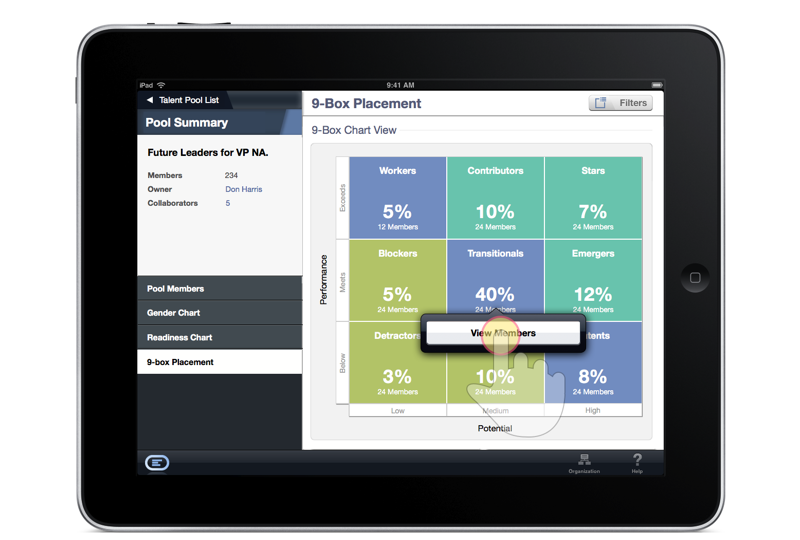 iPad
9:41 AM
Talent Pool List
Pool Summary
Future Leaders for VP NA.
Members 234
Owner Don Harris
Collaborators 5
Pool Members
Gender Chart
Readiness Chart
9-box Placement
9-Box Placement
Filters
9-Box Chart View
Performance
Exceeds
Workers
5%
12 Members
Contributors
10%
24 Members
Stars
7%
24 Members
Meets
Blockers
5%
24 Members
Transitionals
40%
24 Members
Emergers
12%
24 Members
View Members
Below
Detractors
3%
24 Members
10%
24 Members
8%
24 Members
Low
Medium
High
Potential
Organization
Help